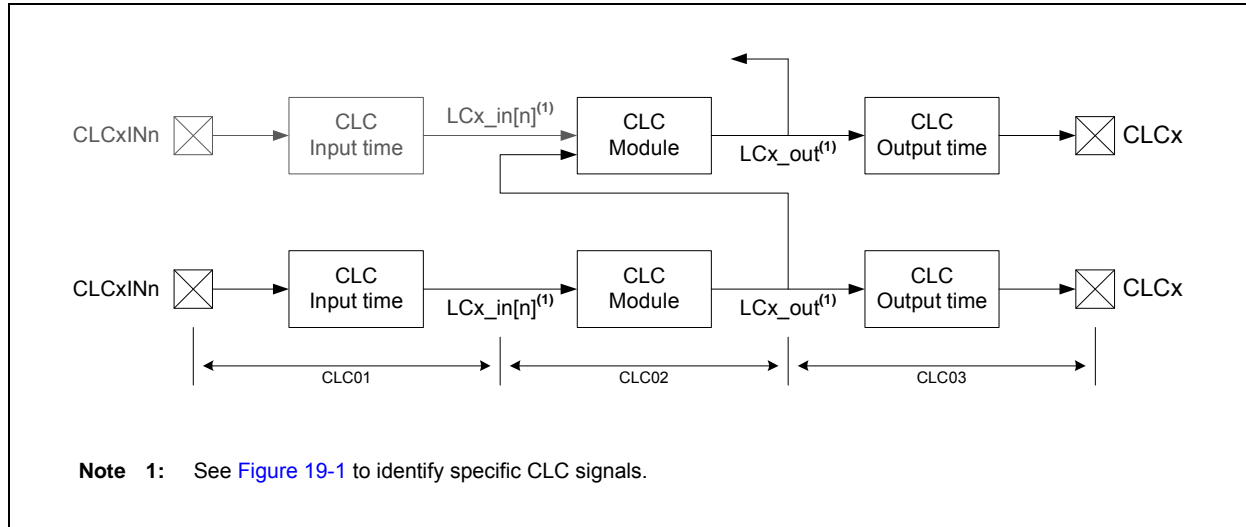 CLCxINn
CLC
Input time
LCx_in[n](1)
CLC
Module
LCx_out(1)
CLC
Output time
CLCx
CLCxINn
CLC
Input time
LCx_in[n](1)
CLC
Module
LCx_out(1)
CLC
Output time
CLCx
CLC01
CLC02
CLC03
Note 1: See Figure 19-1 to identify specific CLC signals.